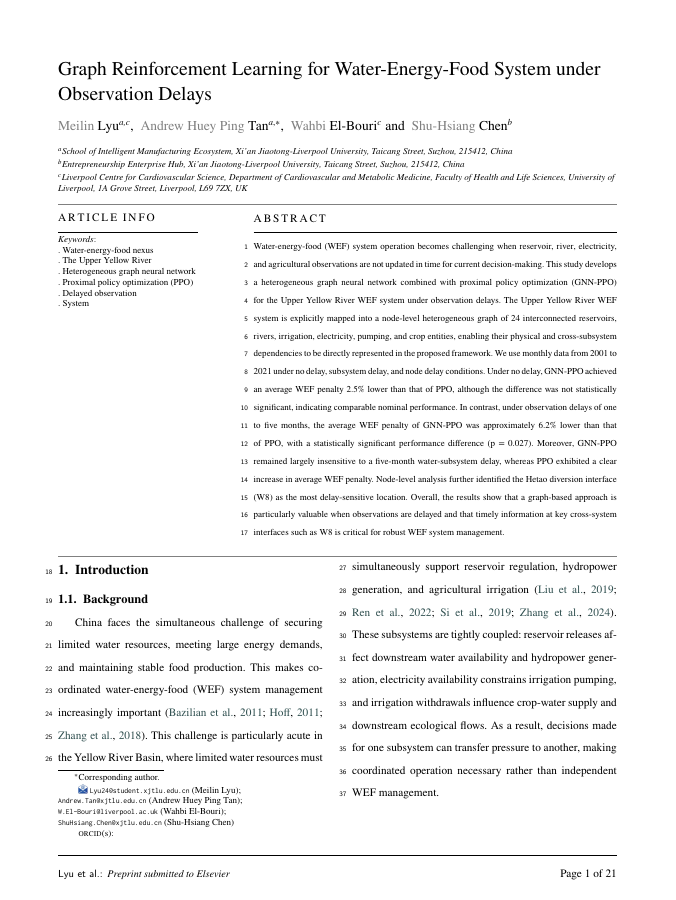 Graph Reinforcement Learning for Water-Energy-Food System under
Observation Delays
Meilin Lyu^{a,c}, Andrew Huey Ping Tan^{a,*}, Wahbi El-Bouri^{c} and Shu-Hsiang Chen^{b}
^{a}School of Intelligent Manufacturing Ecosystem, Xi'an Jiaotong-Liverpool University, Taicang Street, Suzhou, 215412, China
^{b}Entrepreneurship Enterprise Hub, Xi'an Jiaotong-Liverpool University, Taicang Street, Suzhou, 215412, China
^{c}Liverpool Centre for Cardiovascular Science, Department of Cardiovascular and Metabolic Medicine, Faculty of Health and Life Sciences, University of
Liverpool, 1A Grove Street, Liverpool, L69 7ZX, UK
ARTICLE INFO
Keywords:
. Water-energy-food nexus
. The Upper Yellow River
. Heterogeneous graph neural network
. Proximal policy optimization (PPO)
. Delayed observation
. System
ABSTRACT
1 Water-energy-food (WEF) system operation becomes challenging when reservoir, river, electricity,
2 and agricultural observations are not updated in time for current decision-making. This study develops
3 a heterogeneous graph neural network combined with proximal policy optimization (GNN-PPO)
4 for the Upper Yellow River WEF system under observation delays. The Upper Yellow River WEF
5 system is explicitly mapped into a node-level heterogeneous graph of 24 interconnected reservoirs,
6 rivers, irrigation, electricity, pumping, and crop entities, enabling their physical and cross-subsystem
7 dependencies to be directly represented in the proposed framework. We use monthly data from 2001 to
8 2021 under no delay, subsystem delay, and node delay conditions. Under no delay, GNN-PPO achieved
9 an average WEF penalty 2.5% lower than that of PPO, although the difference was not statistically
10 significant, indicating comparable nominal performance. In contrast, under observation delays of one
11 to five months, the average WEF penalty of GNN-PPO was approximately 6.2% lower than that
12 of PPO, with a statistically significant performance difference (p = 0.027). Moreover, GNN-PPO
13 remained largely insensitive to a five-month water-subsystem delay, whereas PPO exhibited a clear
14 increase in average WEF penalty. Node-level analysis further identified the Hetao diversion interface
15 (W8) as the most delay-sensitive location. Overall, the results show that a graph-based approach is
16 particularly valuable when observations are delayed and that timely information at key cross-system
17 interfaces such as W8 is critical for robust WEF system management.
18 1. Introduction
19 1.1. Background
20 China faces the simultaneous challenge of securing
21 limited water resources, meeting large energy demands,
22 and maintaining stable food production. This makes co-
23 ordinated water-energy-food (WEF) system management
24 increasingly important (Bazilian et al., 2011; Hoff, 2011;
25 Zhang et al., 2018). This challenge is particularly acute in
26 the Yellow River Basin, where limited water resources must
*Corresponding author.
Lyu24@student.xjtlu.edu.cn (Meilin Lyu);
Andrew.Tan@xjtlu.edu.cn (Andrew Huey Ping Tan);
W.El-Bouri@liverpool.ac.uk (Wahbi El-Bouri);
ShuHsiang.Chen@xjtlu.edu.cn (Shu-Hsiang Chen)
ORCID(s):
27 simultaneously support reservoir regulation, hydropower
28 generation, and agricultural irrigation (Liu et al., 2019;
29 Ren et al., 2022; Si et al., 2019; Zhang et al., 2024).
30 These subsystems are tightly coupled: reservoir releases af-
31 fect downstream water availability and hydropower gener-
32 ation, electricity availability constrains irrigation pumping,
33 and irrigation withdrawals influence crop-water supply and
34 downstream ecological flows. As a result, decisions made
35 for one subsystem can transfer pressure to another, making
36 coordinated operation necessary rather than independent
37 WEF management.
Lyu et al.: Preprint submitted to Elsevier
Page 1 of 21